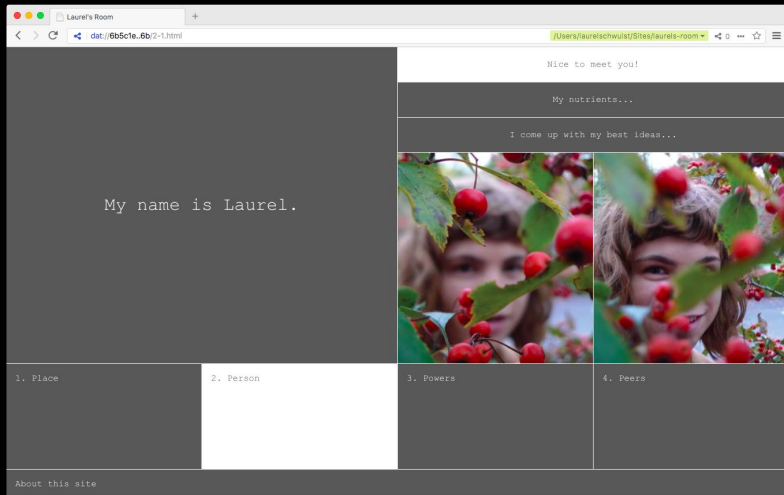 Laurel's Room
dat://6b5c1e..6b/2-1.html
/Users/laurelschwulst/Sites/laurels-room
0
Nice to meet you!
My nutrients...
I come up with my best ideas...
My name is Laurel.
1. Place
2. Person
3. Powers
4. Peers
About this site